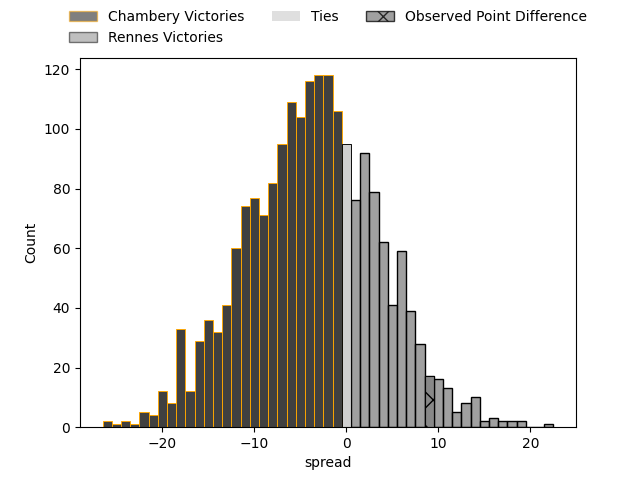 Chambery Victories
Ties
Observed Point Difference
Rennes Victories
120
100
80
60
40
20
0
Count
−20
−10
0
10
20
spread